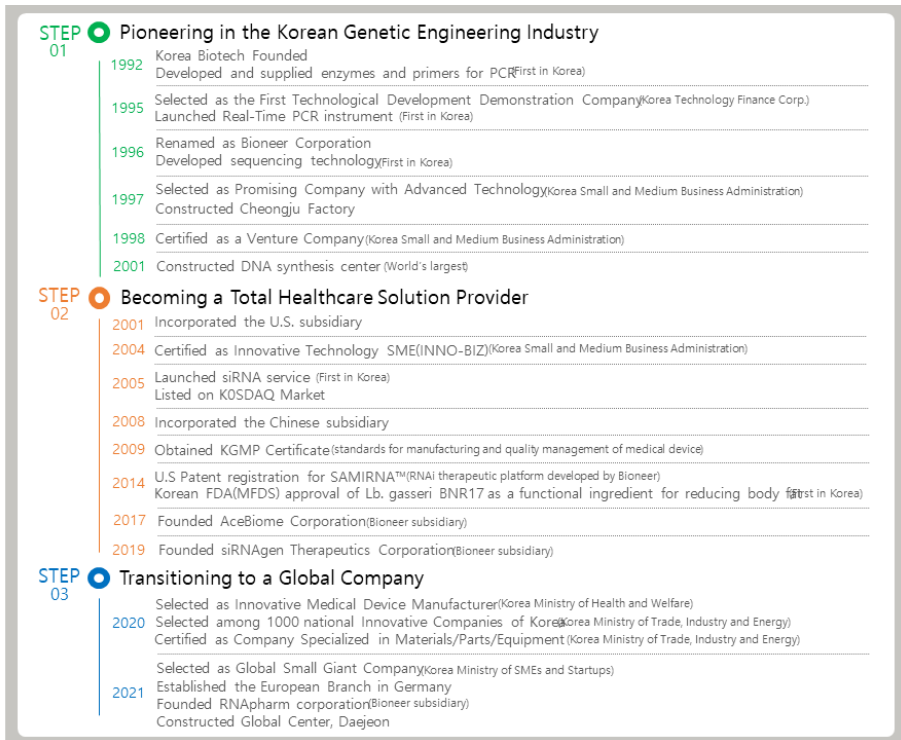 STEP 01
Pioneering in the Korean Genetic Engineering Industry
1992
Korea Biotech Founded
Developed and supplied enzymes and primers for PCR(First in Korea)
1995
Selected as the First Technological Development Demonstration Company(Korea Technology Finance Corp.)
Launched Real-Time PCR instrument (First in Korea)
1996
Renamed as Bioneer Corporation
Developed sequencing technology(First in Korea)
1997
Selected as Promising Company with Advanced Technology(Korea Small and Medium Business Administration)
Constructed Cheongju Factory
1998 Certified as a Venture Company(Korea Small and Medium Business Administration)
2001 Constructed DNA synthesis center (World's largest)
STEP 02
Becoming a Total Healthcare Solution Provider
2001 Incorporated the U.S. subsidiary
2004 Certified as Innovative Technology SME(INNO-BIZ)(Korea Small and Medium Business Administration)
2005
Launched siRNA service (First in Korea)
Listed on K0SDAQ Market
2008 Incorporated the Chinese subsidiary
2009 Obtained KGMP Certificate(standards for manufacturing and quality management of medical device)
2014
U.S Patent registration for SAMIRNA™(RNAi therapeutic platform developed by Bioneer)
Korean FDA(MFDS) approval of Lb. gasseri BNR17 as a functional ingredient for reducing body fat(First in Korea)
2017 Founded AceBiome Corporation(Bioneer subsidiary)
2019 Founded siRNAgen Therapeutics Corporation(Bioneer subsidiary)
STEP 03
Transitioning to a Global Company
2020
Selected as Innovative Medical Device Manufacturer(Korea Ministry of Health and Welfare)
Selected among 1000 national Innovative Companies of Korea(Korea Ministry of Trade, Industry and Energy)
Certified as Company Specialized in Materials/Parts/Equipment (Korea Ministry of Trade, Industry and Energy)
2021
Selected as Global Small Giant Company(Korea Ministry of SMEs and Startups)
Established the European Branch in Germany
Founded RNApharm corporation(Bioneer subsidiary)
Constructed Global Center, Daejeon